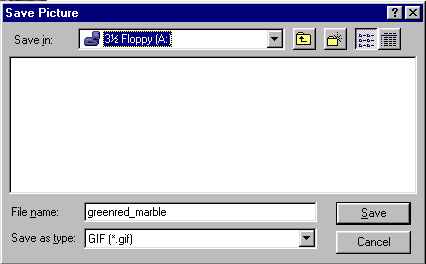 Save Picture
Save in: 3½ Floppy (A:
File name: greenred_marble
Save
Save as type: GIF (*.gif)
Cancel